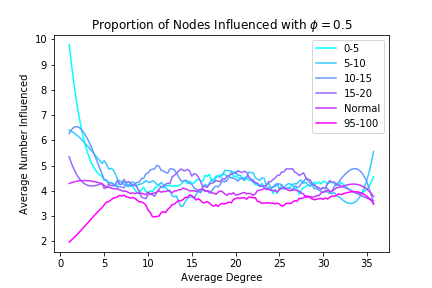 Proportion of Nodes Influenced with ϕ = 0.5
Average Number Influenced
10
9
8
7
6
5
4
3
2
0-5
5-10
10-15
15-20
Normal
95-100
0 5 10 15 20 25 30 35
Average Degree